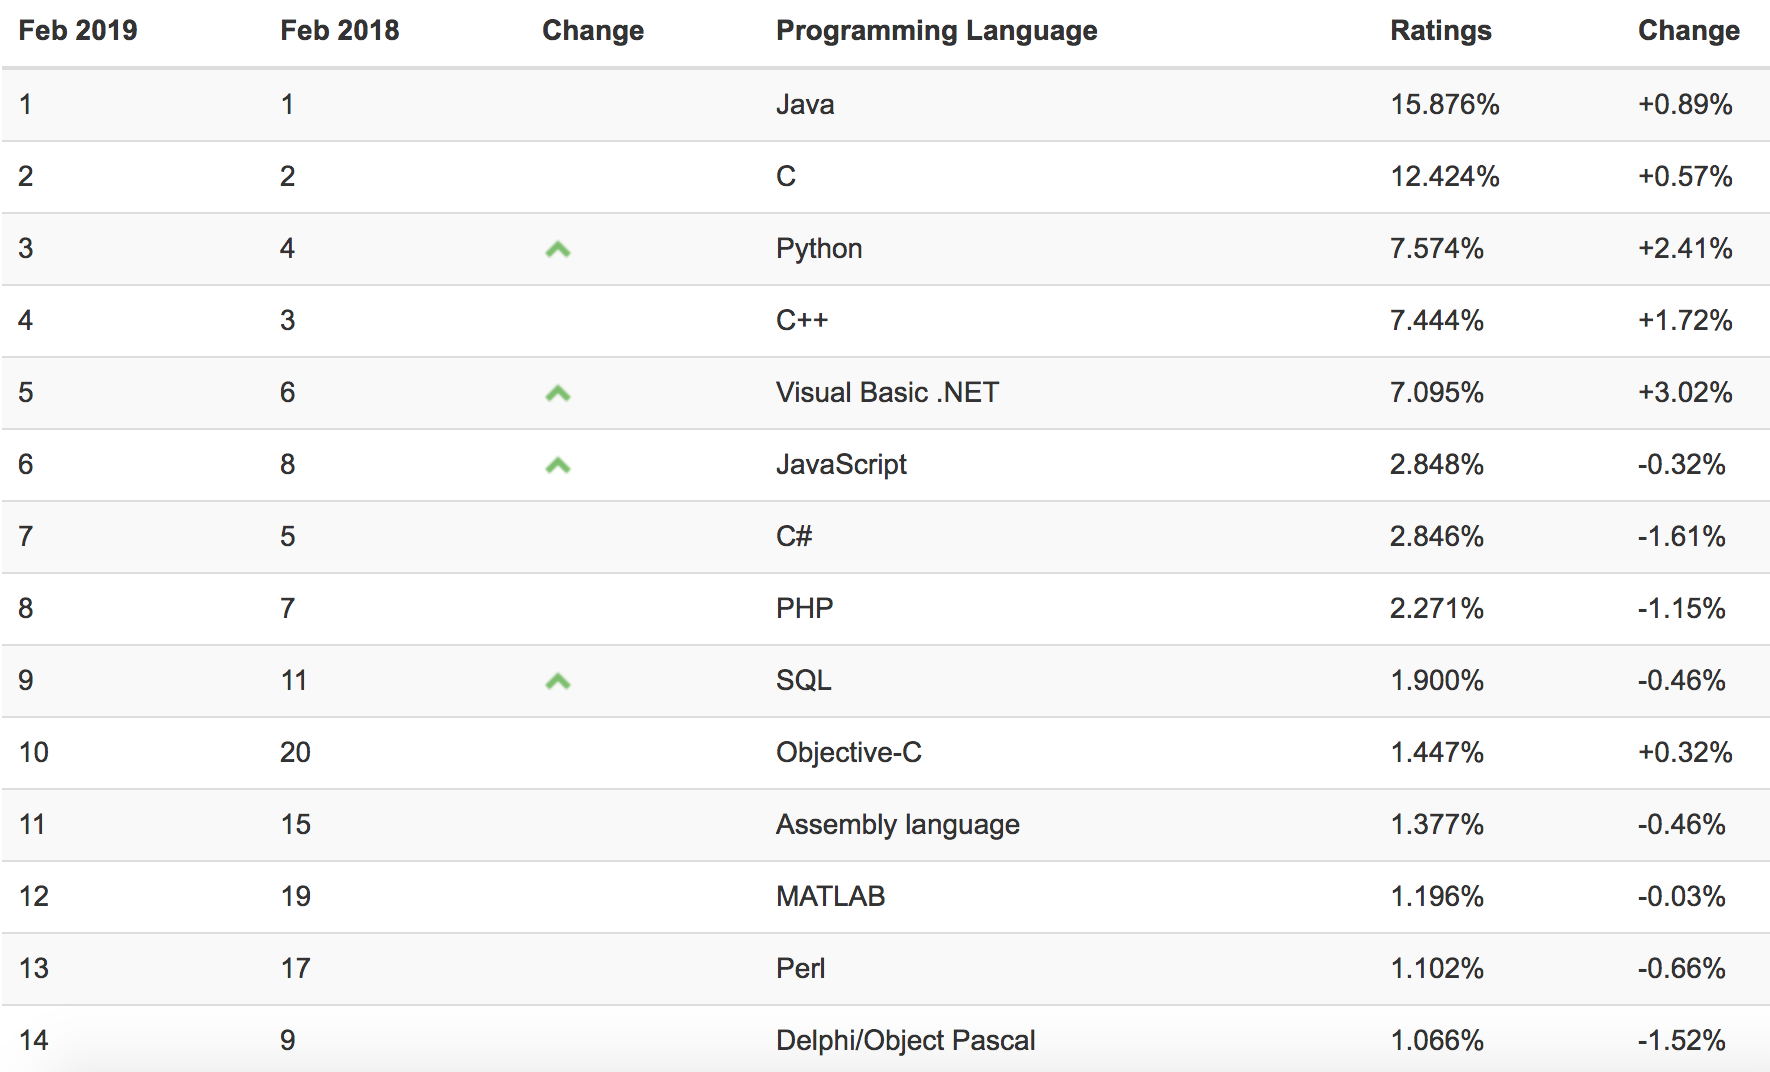 Feb 2019 Feb 2018 Change Programming Language Ratings Change
1 1 Java 15.876% +0.89%
2 2 C 12.424% +0.57%
3 4 Python 7.574% +2.41%
4 3 C++ 7.444% +1.72%
5 6 Visual Basic .NET 7.095% +3.02%
6 8 JavaScript 2.848% -0.32%
7 5 C# 2.846% -1.61%
8 7 PHP 2.271% -1.15%
9 11 SQL 1.900% -0.46%
10 20 Objective-C 1.447% +0.32%
11 15 Assembly language 1.377% -0.46%
12 19 MATLAB 1.196% -0.03%
13 17 Perl 1.102% -0.66%
14 9 Delphi/Object Pascal 1.066% -1.52%